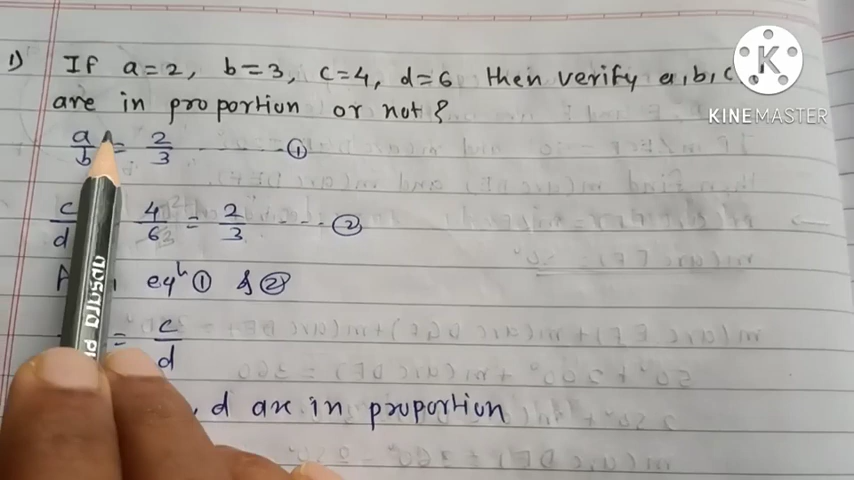 1) If a=2, b=3, c=4, d=6 then verify a,b,c
are in proportion or not?
a/b = 2/3 ------- ①
c/d 4/6 = 2/3 --- ②
eqn ① & ②
= c/d
, d are in proportion
K
KINEMASTER